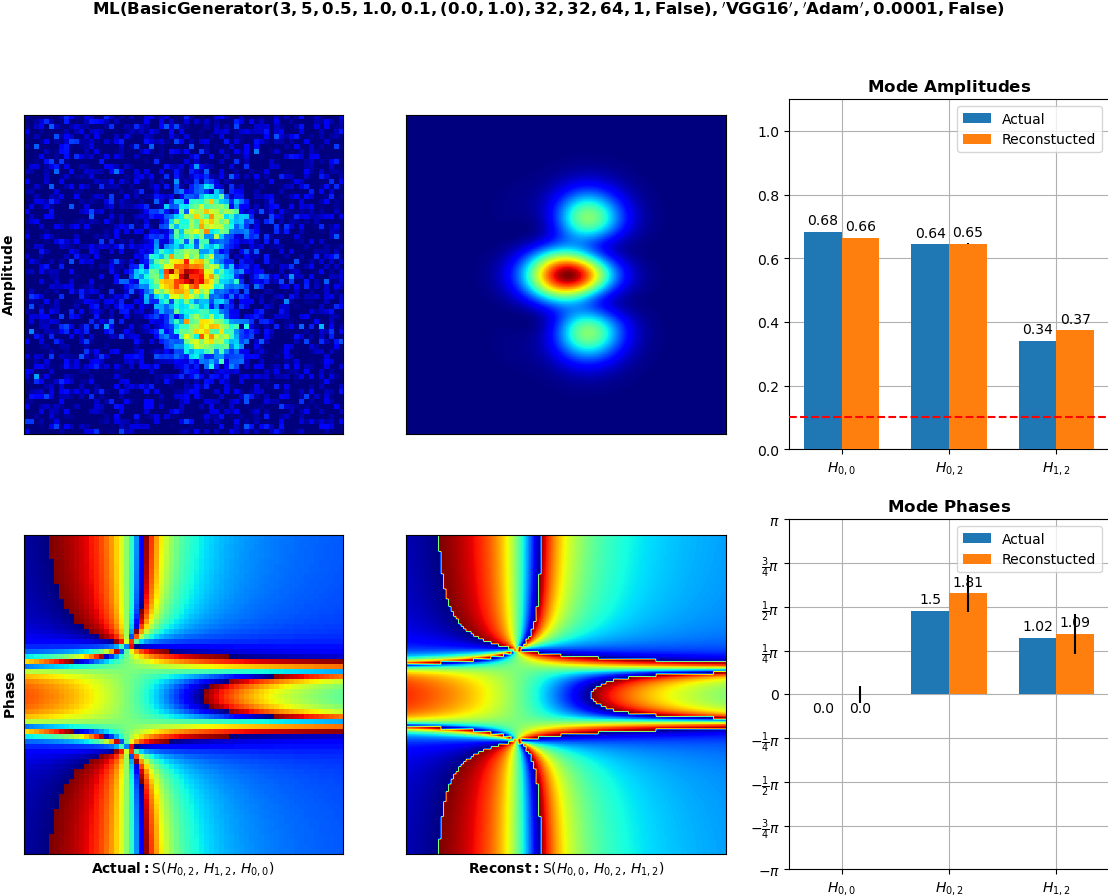 ML(BasicGenerator(3, 5, 0.5, 1.0, 0.1, (0.0, 1.0), 32, 32, 64, 1, False), ′VGG16′, ′Adam′, 0.0001, False)
Amplitude
Mode Amplitudes
Actual
Reconstucted
1.0
0.8
0.6
0.4
0.2
0.0
0.68
0.66
0.64
0.65
0.34
0.37
H0,0
H0,2
H1,2
Phase
Actual: S(H0,2, H1,2, H0,0)
Reconst: S(H0,0, H0,2, H1,2)
Mode Phases
Actual
Reconstucted
π
3/4π
1/2π
1/4π
0
−1/4π
−1/2π
−3/4π
−π
0.0
0.0
1.5
1.81
1.02
1.09
H0,0
H0,2
H1,2